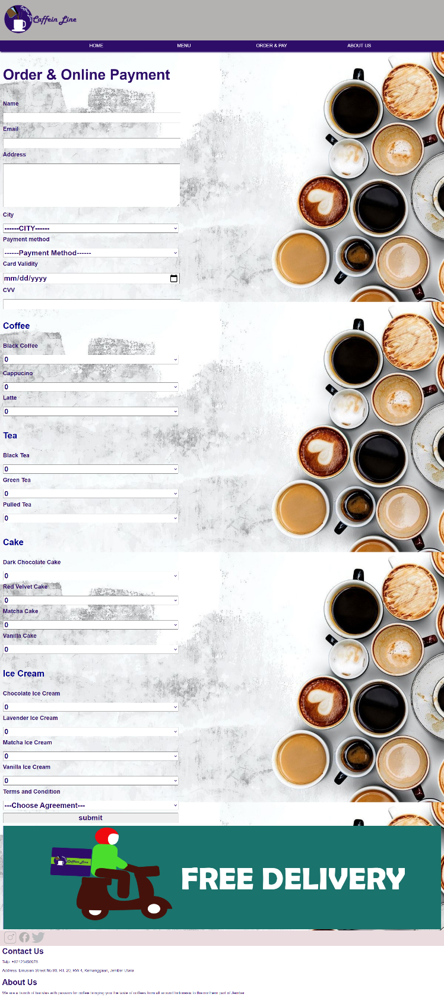 Caffein Line
Caffein Line
HOME
MENU
ORDER & PAY
ABOUT US
Order & Online Payment
Name
Email
Address
City
------CITY------
Payment method
------Payment Method------
Card Validity
mm/dd/yyyy
CVV
Coffee
Black Coffee
0
Cappucino
0
Latte
0
Tea
Black Tea
0
Green Tea
0
Pulled Tea
0
Cake
Dark Chocolate Cake
0
Red Velvet Cake
0
Matcha Cake
0
Vanilla Cake
0
Ice Cream
Chocolate Ice Cream
0
Lavender Ice Cream
0
Matcha Ice Cream
0
Vanilla Ice Cream
0
Terms and Condition
---Choose Agreement---
submit
Caffein Line
FREE DELIVERY
Contact Us
Telp: +62123456978
Address: Binusian Street No.96, RT. 20, RW.4, Kemanggaan, Jember Utara
About Us
We are a bunch of baristas with passion for coffee bringing you the taste of coffees from all around Indonesia to the northern part of Jember